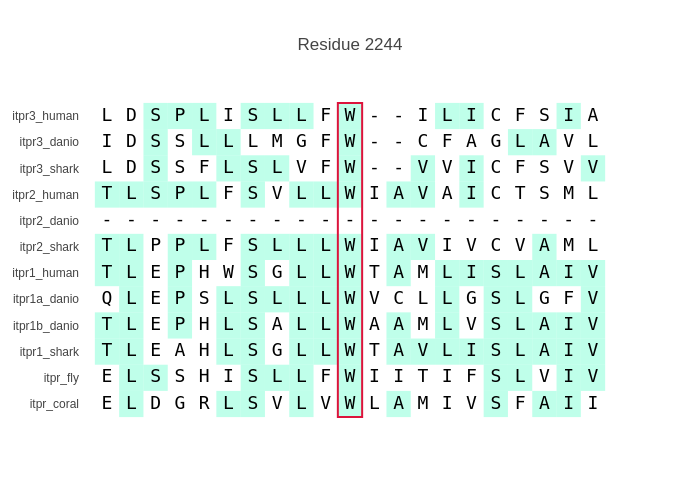 Residue 2244
itpr3_human L D S P L I S L L F W - - I L I C F S I A
itpr3_danio I D S S L L L M G F W - - C F A G L A V L
itpr3_shark L D S S F L S L V F W - - V V I C F S V V
itpr2_human T L S P L F S V L L W I A V A I C T S M L
itpr2_danio - - - - - - - - - - - - - - - - - - - - -
itpr2_shark T L P P L F S L L L W I A V I V C V A M L
itpr1_human T L E P H W S G L L W T A M L I S L A I V
itpr1a_danio Q L E P S L S L L L W V C L L G S L G F V
itpr1b_danio T L E P H L S A L L W A A M L V S L A I V
itpr1_shark T L E A H L S G L L W T A V L I S L A I V
itpr_fly E L S S H I S L L F W I I T I F S L V I V
itpr_coral E L D G R L S V L V W L A M I V S F A I I